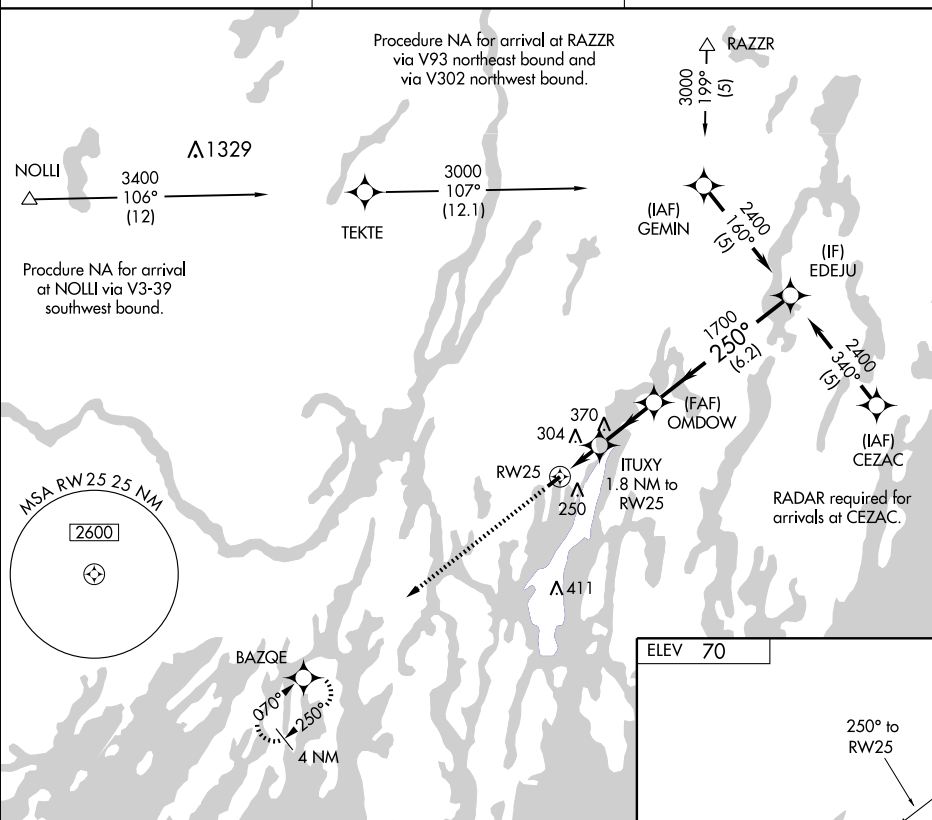 Procedure NA for arrival at RAZZR
via V93 northeast bound and
via V302 northwest bound.
RAZZR
3000
199°
(5)
1329
NOLLI
3400
106°
(12)
3000
107°
(12.1)
TEKTE
(IAF)
GEMIN
2400
160°
(5)
(IF)
EDEJU
Procdure NA for arrival
at NOLLI via V3-39
southwest bound.
1700
250°
(6.2)
2400
340°
(5)
(FAF)
OMDOW
370
304
(IAF)
CEZAC
RW25
ITUXY
1.8 NM to
RW25
250
RADAR required for
arrivals at CEZAC.
MSA RW25 25 NM
2600
411
BAZQE
070°
250°
4 NM
ELEV 70
250° to
RW25